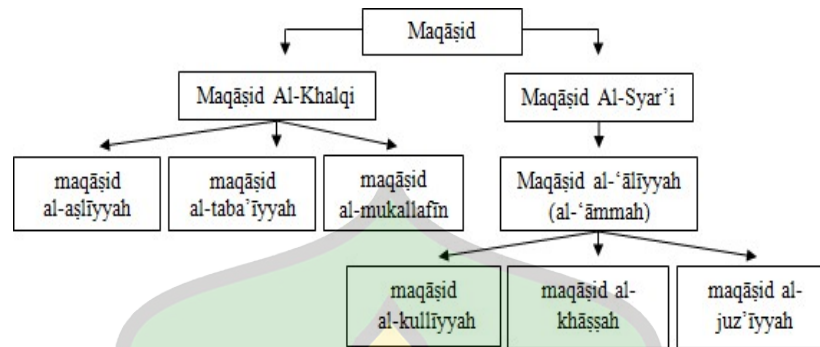 Maqāṣid
Maqāṣid Al-Khalqi
Maqāṣid Al-Syar’i
maqāṣid
al-aṣlīyyah
maqāṣid
al-taba’īyyah
maqāṣid
al-mukallafīn
Maqāṣid al-‘ālīyyah
(al-‘āmmah)
maqāṣid
al-kullīyyah
maqāṣid al-
khāṣṣah
maqāṣid al-
juz’īyyah